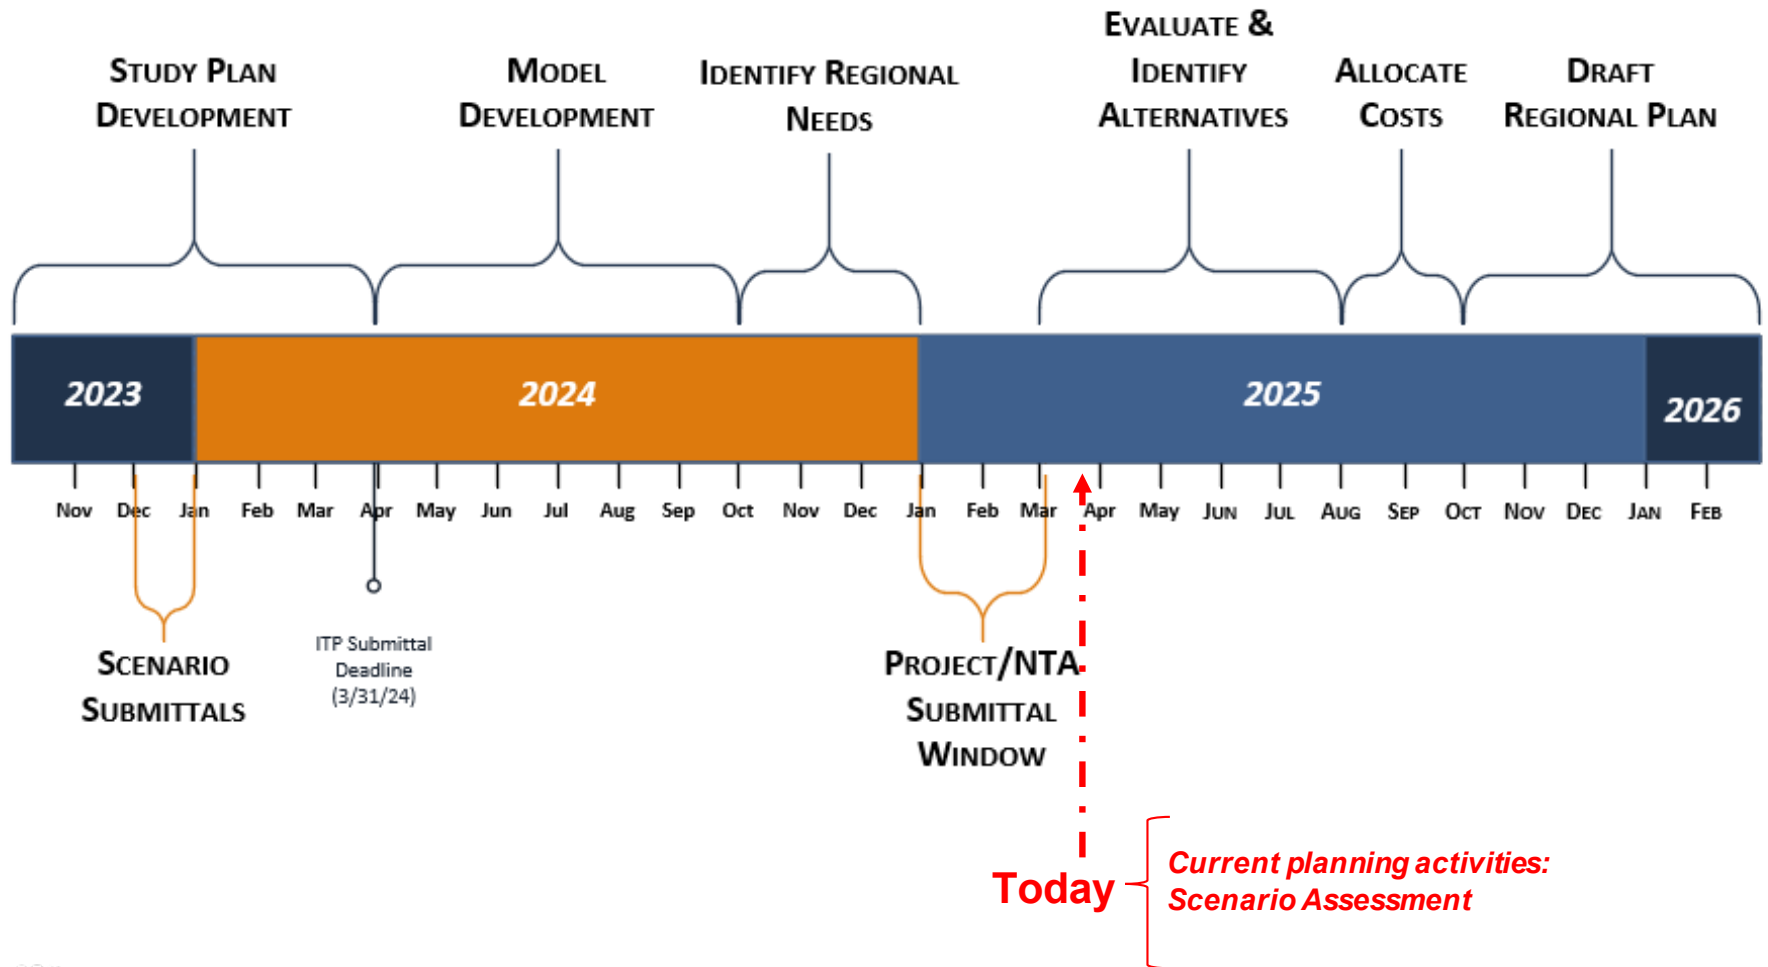 STUDY PLAN
DEVELOPMENT
MODEL
DEVELOPMENT
IDENTIFY REGIONAL
NEEDS
EVALUATE &
IDENTIFY
ALTERNATIVES
ALLOCATE
COSTS
DRAFT
REGIONAL PLAN
2023
2024
2025
2026
Nov Dec Jan Feb Mar Apr May Jun Jul Aug Sep Oct Nov Dec Jan Feb Mar Apr May JUN JUL AUG SEP OCT NOV DEC JAN FEB
SCENARIO
SUBMITTALS
ITP Submittal
Deadline
(3/31/24)
PROJECT/NTA
SUBMITTAL
WINDOW
Today
Current planning activities:
Scenario Assessment